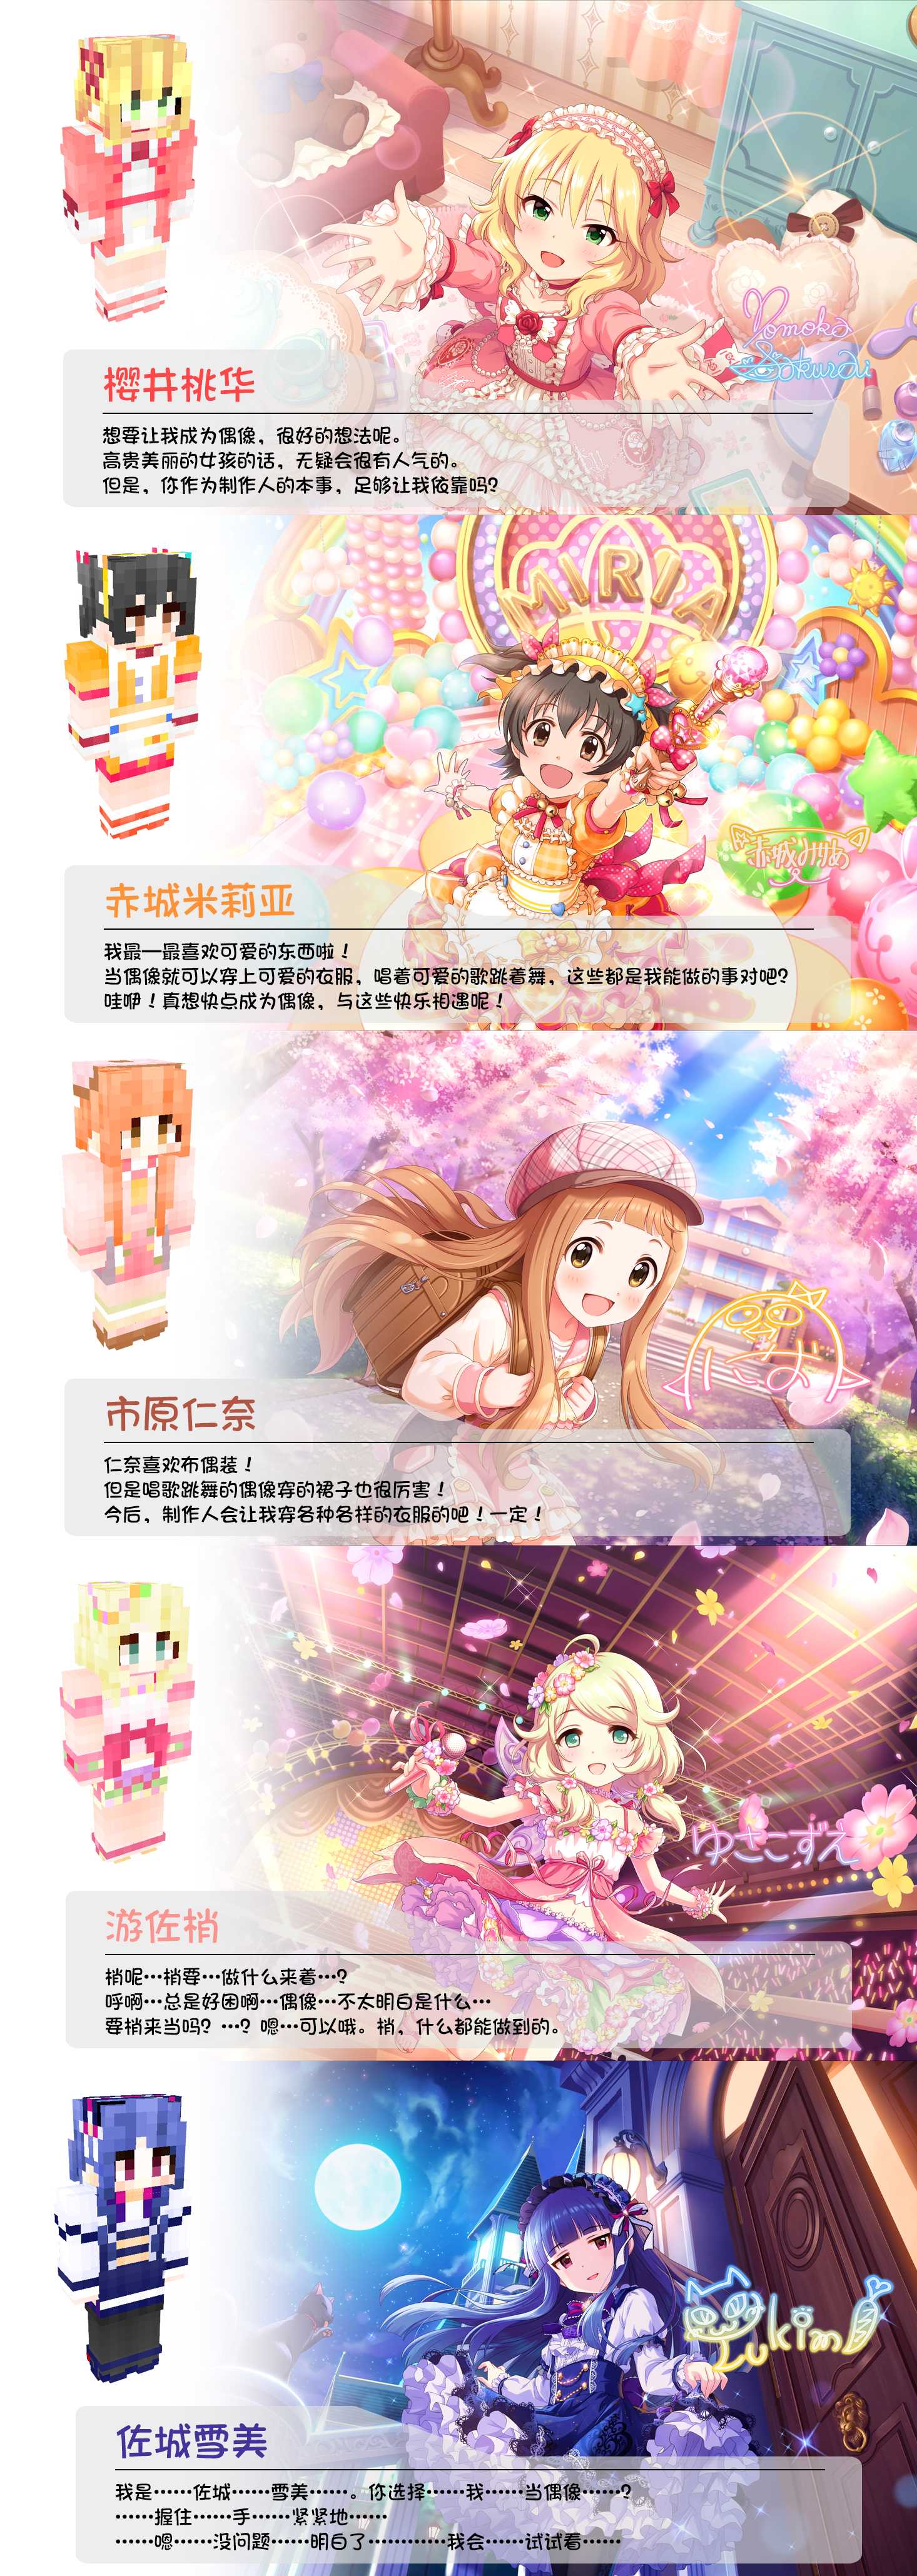 Momoka
Sakurai
樱井桃华
想要让我成为偶像，很好的想法呢。
高贵美丽的女孩的话，无疑会很有人气的。
但是，你作为制作人的本事，足够让我依靠吗？
MIRIA
赤城みりあ
赤城米莉亚
我最—最喜欢可爱的东西啦！
当偶像就可以穿上可爱的衣服，唱着可爱的歌跳着舞，这些都是我能做的事对吧？
哇咿！真想快点成为偶像，与这些快乐相遇呢！
市原仁奈
仁奈喜欢布偶装！
但是唱歌跳舞的偶像穿的裙子也很厉害！
今后，制作人会让我穿各种各样的衣服的吧！一定！
ゆさこずえ
游佐梢
梢呢…梢要…做什么来着…？
呼啊…总是好困啊…偶像…不太明白是什么…
要梢来当吗？…？嗯…可以哦。梢，什么都能做到的。
Yukimi
佐城雪美
我是……佐城……雪美……。你选择……我……当偶像……？
……握住……手……紧紧地……
……嗯……没问题……明白了…………我会……试试看……